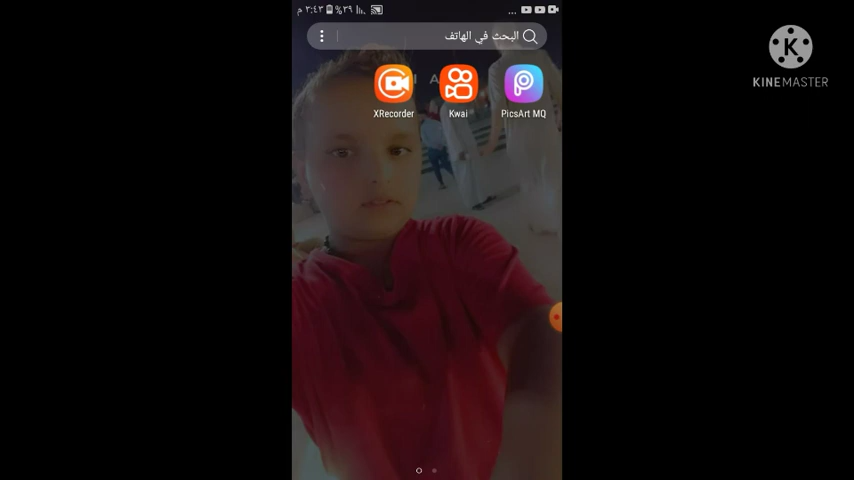 م ٣:٤٣ %٣٩ ...
البحث في الهاتف
XRecorder
Kwai
PicsArt MQ
K
KINEMASTER